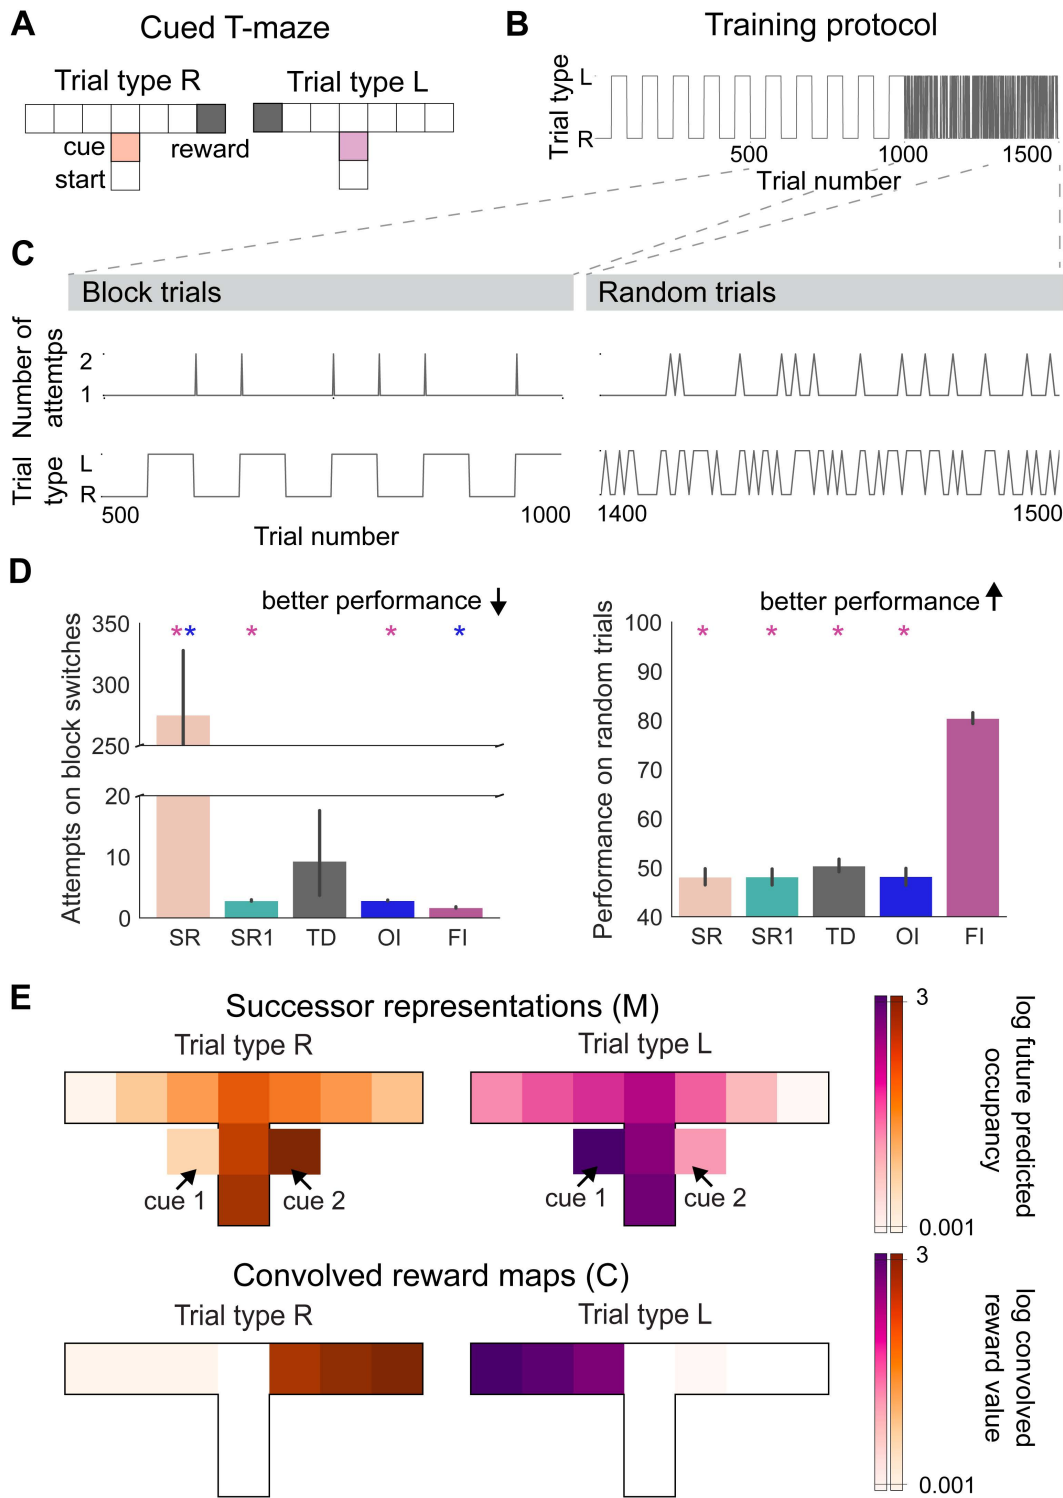 A
Cued T-maze
Trial type R
Trial type L
cue
reward
start
B
Training protocol
Trial type
L
R
500
1000
1500
Trial number
C
Block trials
Random trials
Number of
attemtps
2
1
Trial
type
L
R
500
1000
1400
1500
Trial number
D
better performance
Attempts on block switches
350
300
250
20
10
0
* *
*
*
*
SR
SR1
TD
OI
FI
better performance
Performance on random trials
100
90
80
70
60
50
40
*
*
*
*
SR
SR1
TD
OI
FI
E
Successor representations (M)
Trial type R
Trial type L
cue 1
cue 2
cue 1
cue 2
3
0.001
log future predicted
occupancy
Convolved reward maps (C)
Trial type R
Trial type L
3
0.001
log convolved
reward value